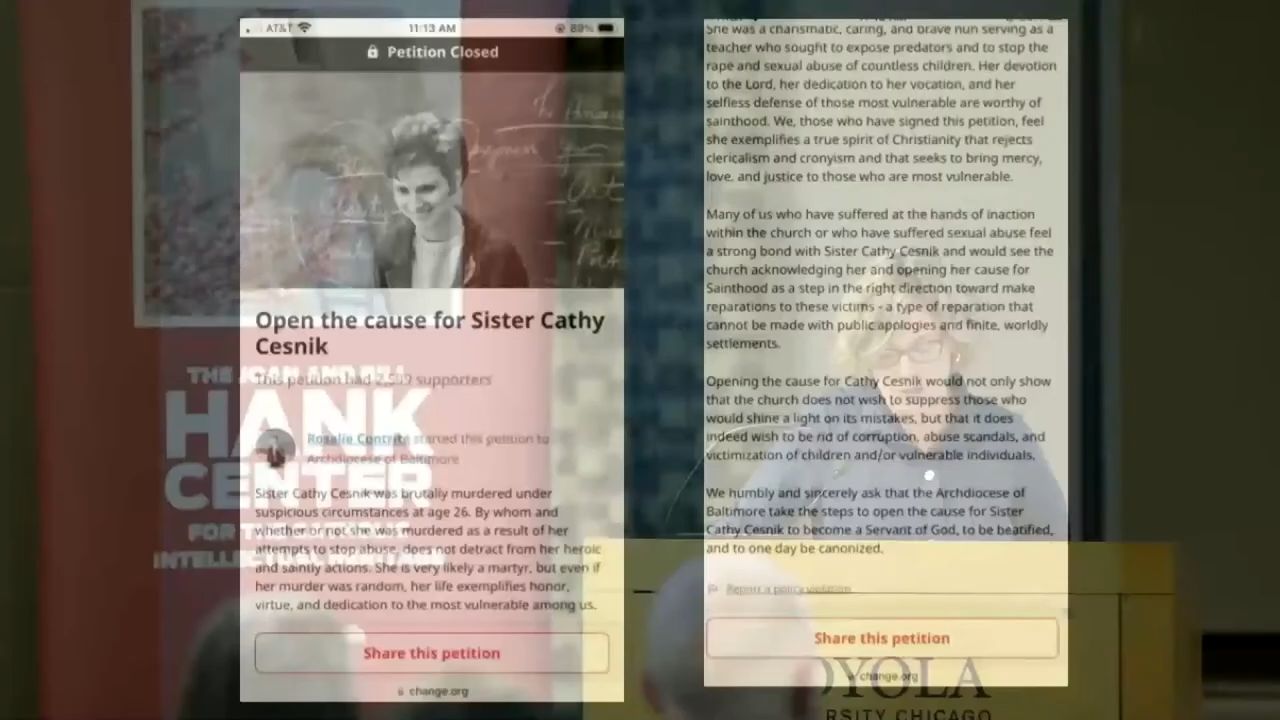 AT&T
11:13 AM
89%
Petition Closed
Open the cause for Sister Cathy
Cesnik
This petition had supporters
Rosalie Contrite started this petition to
Archdiocese of Baltimore
Sister Cathy Cesnik was brutally murdered under
suspicious circumstances at age 26. By whom and
whether or not she was murdered as a result of her
attempts to stop abuse, does not detract from her heroic
and saintly actions. She is very likely a martyr, but even if
her murder was random, her life exemplifies honor,
virtue, and dedication to the most vulnerable among us.
Share this petition
change.org
She was a charismatic, caring, and brave nun serving as a
teacher who sought to expose predators and to stop the
rape and sexual abuse of countless children. Her devotion
to the Lord, her dedication to her vocation, and her
selfless defense of those most vulnerable are worthy of
sainthood. We, those who have signed this petition, feel
she exemplifies a true spirit of Christianity that rejects
clericalism and cronyism and that seeks to bring mercy,
love, and justice to those who are most vulnerable.
Many of us who have suffered at the hands of inaction
within the church or who have suffered sexual abuse feel
a strong bond with Sister Cathy Cesnik and would see the
church acknowledging her and opening her cause for
Sainthood as a step in the right direction toward make
reparations to these victims - a type of reparation that
cannot be made with public apologies and finite, worldly
settlements.
Opening the cause for Cathy Cesnik would not only show
that the church does not wish to suppress those who
would shine a light on its mistakes, but that it does
indeed wish to be rid of corruption, abuse scandals, and
victimization of children and/or vulnerable individuals.
We humbly and sincerely ask that the Archdiocese of
Baltimore take the steps to open the cause for Sister
Cathy Cesnik to become a Servant of God, to be beatified,
and to one day be canonized.
Report a policy violation
Share this petition
change.org
THE JOAN AND BILL
HANK
CENTER
FOR
OYOLA
RSITY CHICAGO